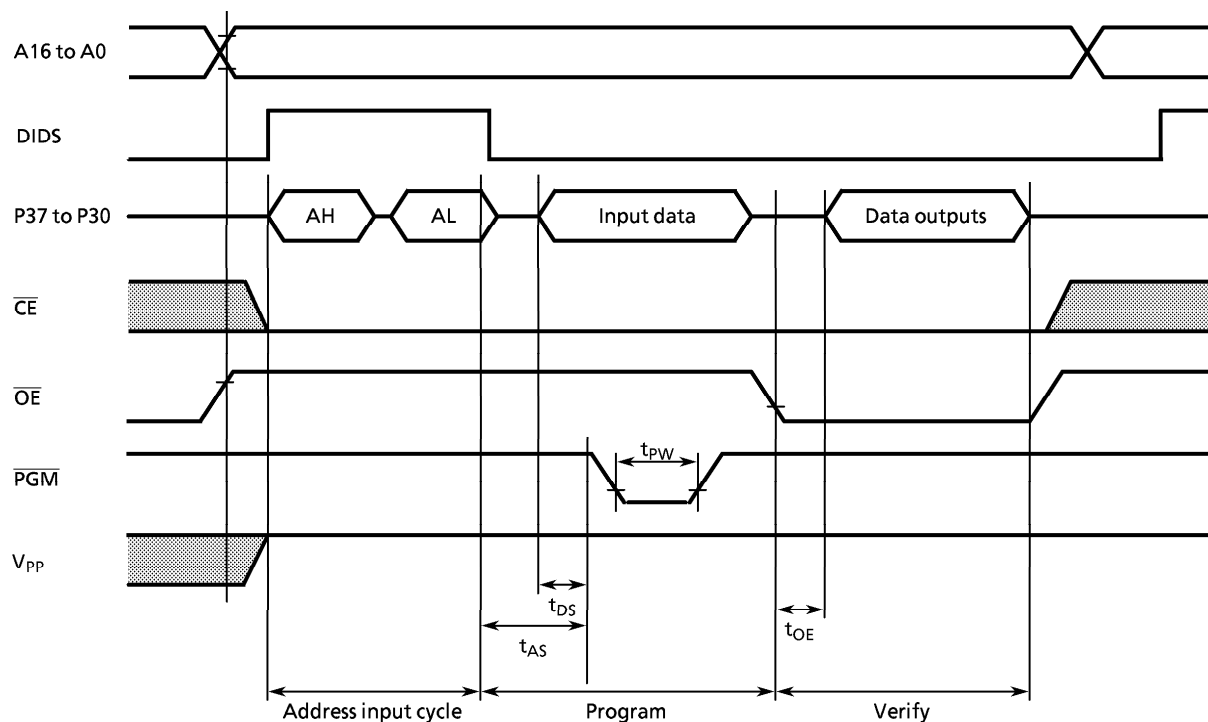 A16 to A0
DIDS
P37 to P30
AH
AL
Input data
Data outputs
CE
OE
PGM
tPW
VPP
tDS
tAS
tOE
Address input cycle
Program
Verify